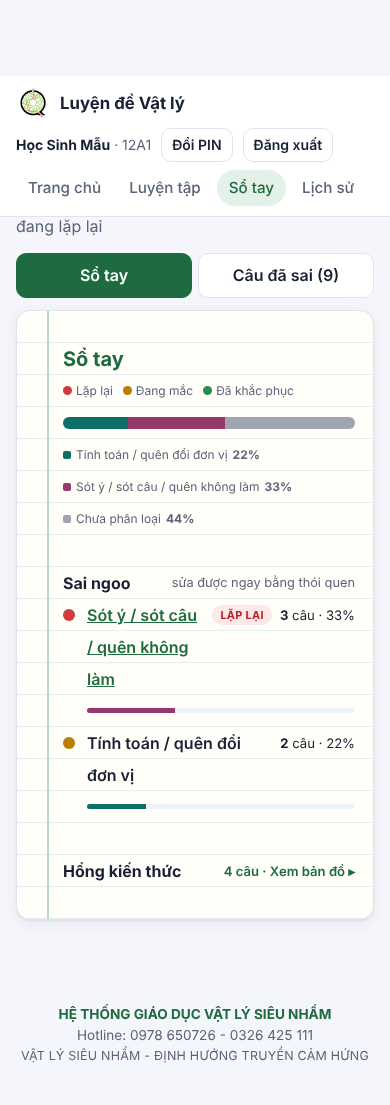 Luyện đề Vật lý
Học Sinh Mẫu · 12A1 Đổi PIN Đăng xuất
Trang chủ Luyện tập Sổ tay Lịch sử
đang lặp lại
Sổ tay Câu đã sai (9)
Sổ tay
Lặp lại Đang mắc Đã khắc phục
Tính toán / quên đổi đơn vị 22%
Sót ý / sót câu / quên không làm 33%
Chưa phân loại 44%
Sai ngoo sửa được ngay bằng thói quen
Sót ý / sót câu LẶP LẠI 3 câu · 33%
/ quên không
làm
Tính toán / quên đổi 2 câu · 22%
đơn vị
Hổng kiến thức 4 câu · Xem bản đồ ▸
HỆ THỐNG GIÁO DỤC VẬT LÝ SIÊU NHẨM
Hotline: 0978 650726 - 0326 425 111
VẬT LÝ SIÊU NHẨM - ĐỊNH HƯỚNG TRUYỀN CẢM HỨNG